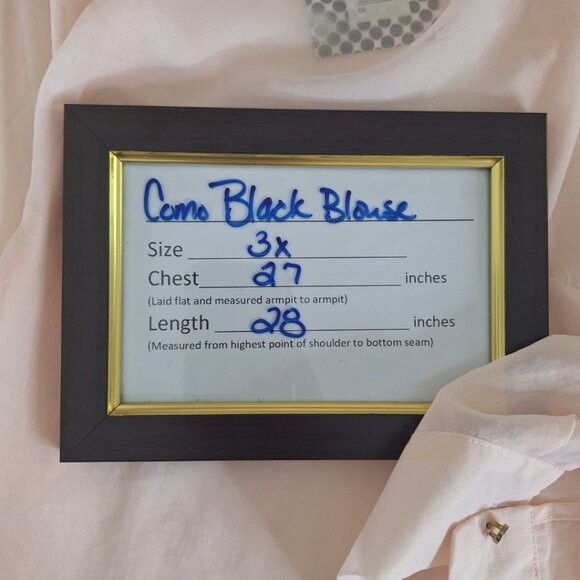 Como Black Blouse
Size 3x
Chest 27 inches
(Laid flat and measured armpit to armpit)
Length 28 inches
(Measured from highest point of shoulder to bottom seam)